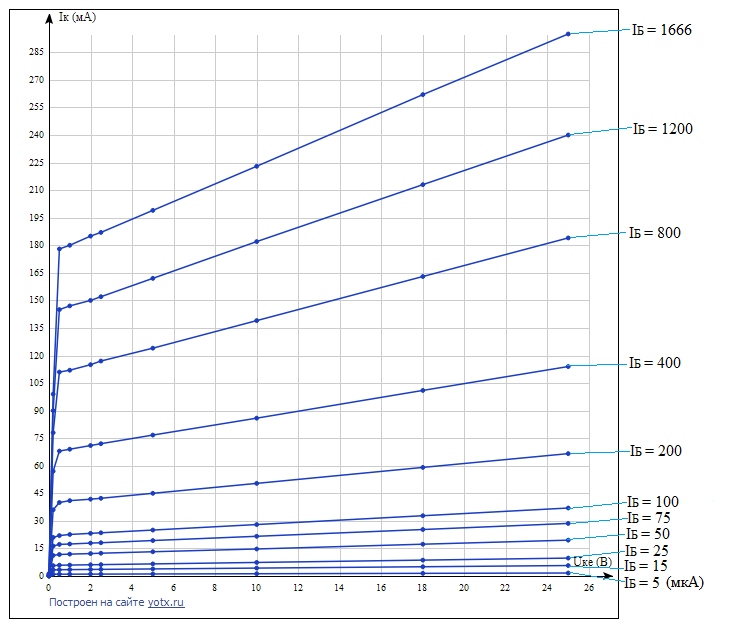 Iк (мА)
285
270
255
240
225
210
195
180
165
150
135
120
105
90
75
60
45
30
15
0
0 2 4 6 8 10 12 14 16 18 20 22 24 26
Uке (В)
IБ = 1666
IБ = 1200
IБ = 800
IБ = 400
IБ = 200
IБ = 100
IБ = 75
IБ = 50
IБ = 25
IБ = 15
IБ = 5 (мкА)
Построен на сайте yotx.ru